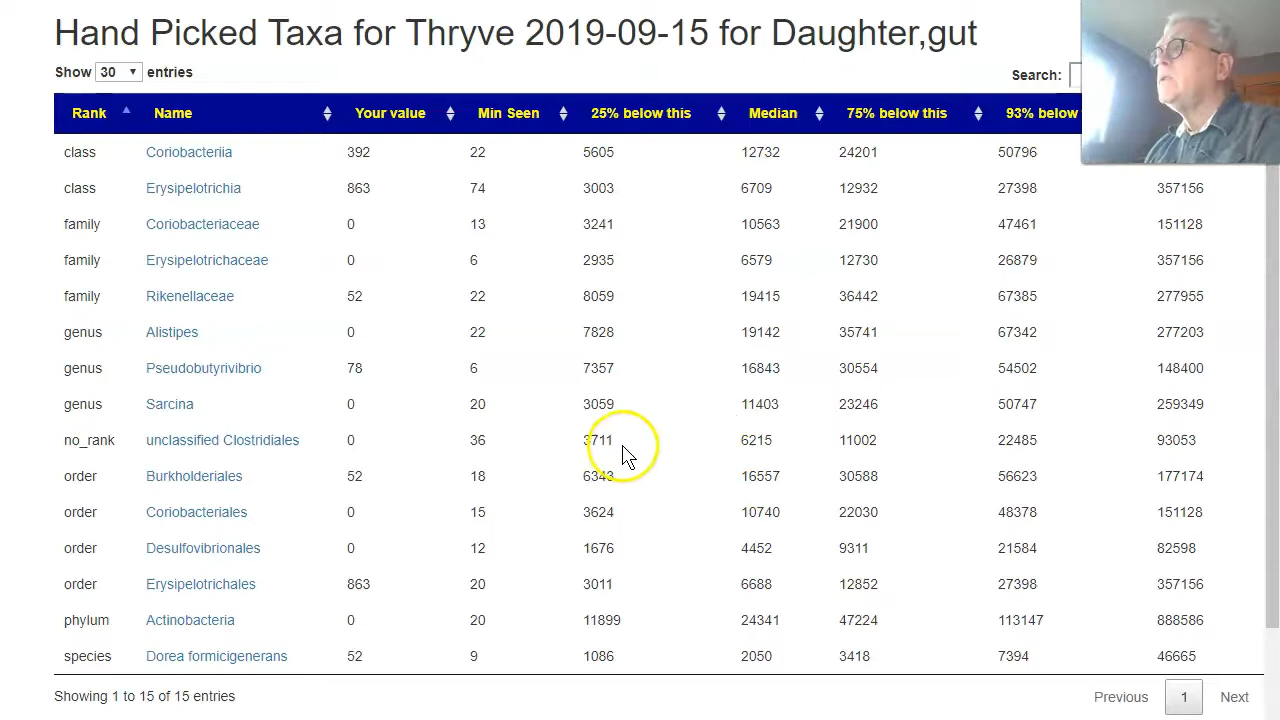 Hand Picked Taxa for Thryve 2019-09-15 for Daughter,gut
Show 30 entries
Search:
Rank Name Your value Min Seen 25% below this Median 75% below this 93% below
class Coriobacteriia 392 22 5605 12732 24201 50796
class Erysipelotrichia 863 74 3003 6709 12932 27398 357156
family Coriobacteriaceae 0 13 3241 10563 21900 47461 151128
family Erysipelotrichaceae 0 6 2935 6579 12730 26879 357156
family Rikenellaceae 52 22 8059 19415 36442 67385 277955
genus Alistipes 0 22 7828 19142 35741 67342 277203
genus Pseudobutyrivibrio 78 6 7357 16843 30554 54502 148400
genus Sarcina 0 20 3059 11403 23246 50747 259349
no_rank unclassified Clostridiales 0 36 3711 6215 11002 22485 93053
order Burkholderiales 52 18 6343 16557 30588 56623 177174
order Coriobacteriales 0 15 3624 10740 22030 48378 151128
order Desulfovibrionales 0 12 1676 4452 9311 21584 82598
order Erysipelotrichales 863 20 3011 6688 12852 27398 357156
phylum Actinobacteria 0 20 11899 24341 47224 113147 888586
species Dorea formicigenerans 52 9 1086 2050 3418 7394 46665
Showing 1 to 15 of 15 entries
Previous 1 Next